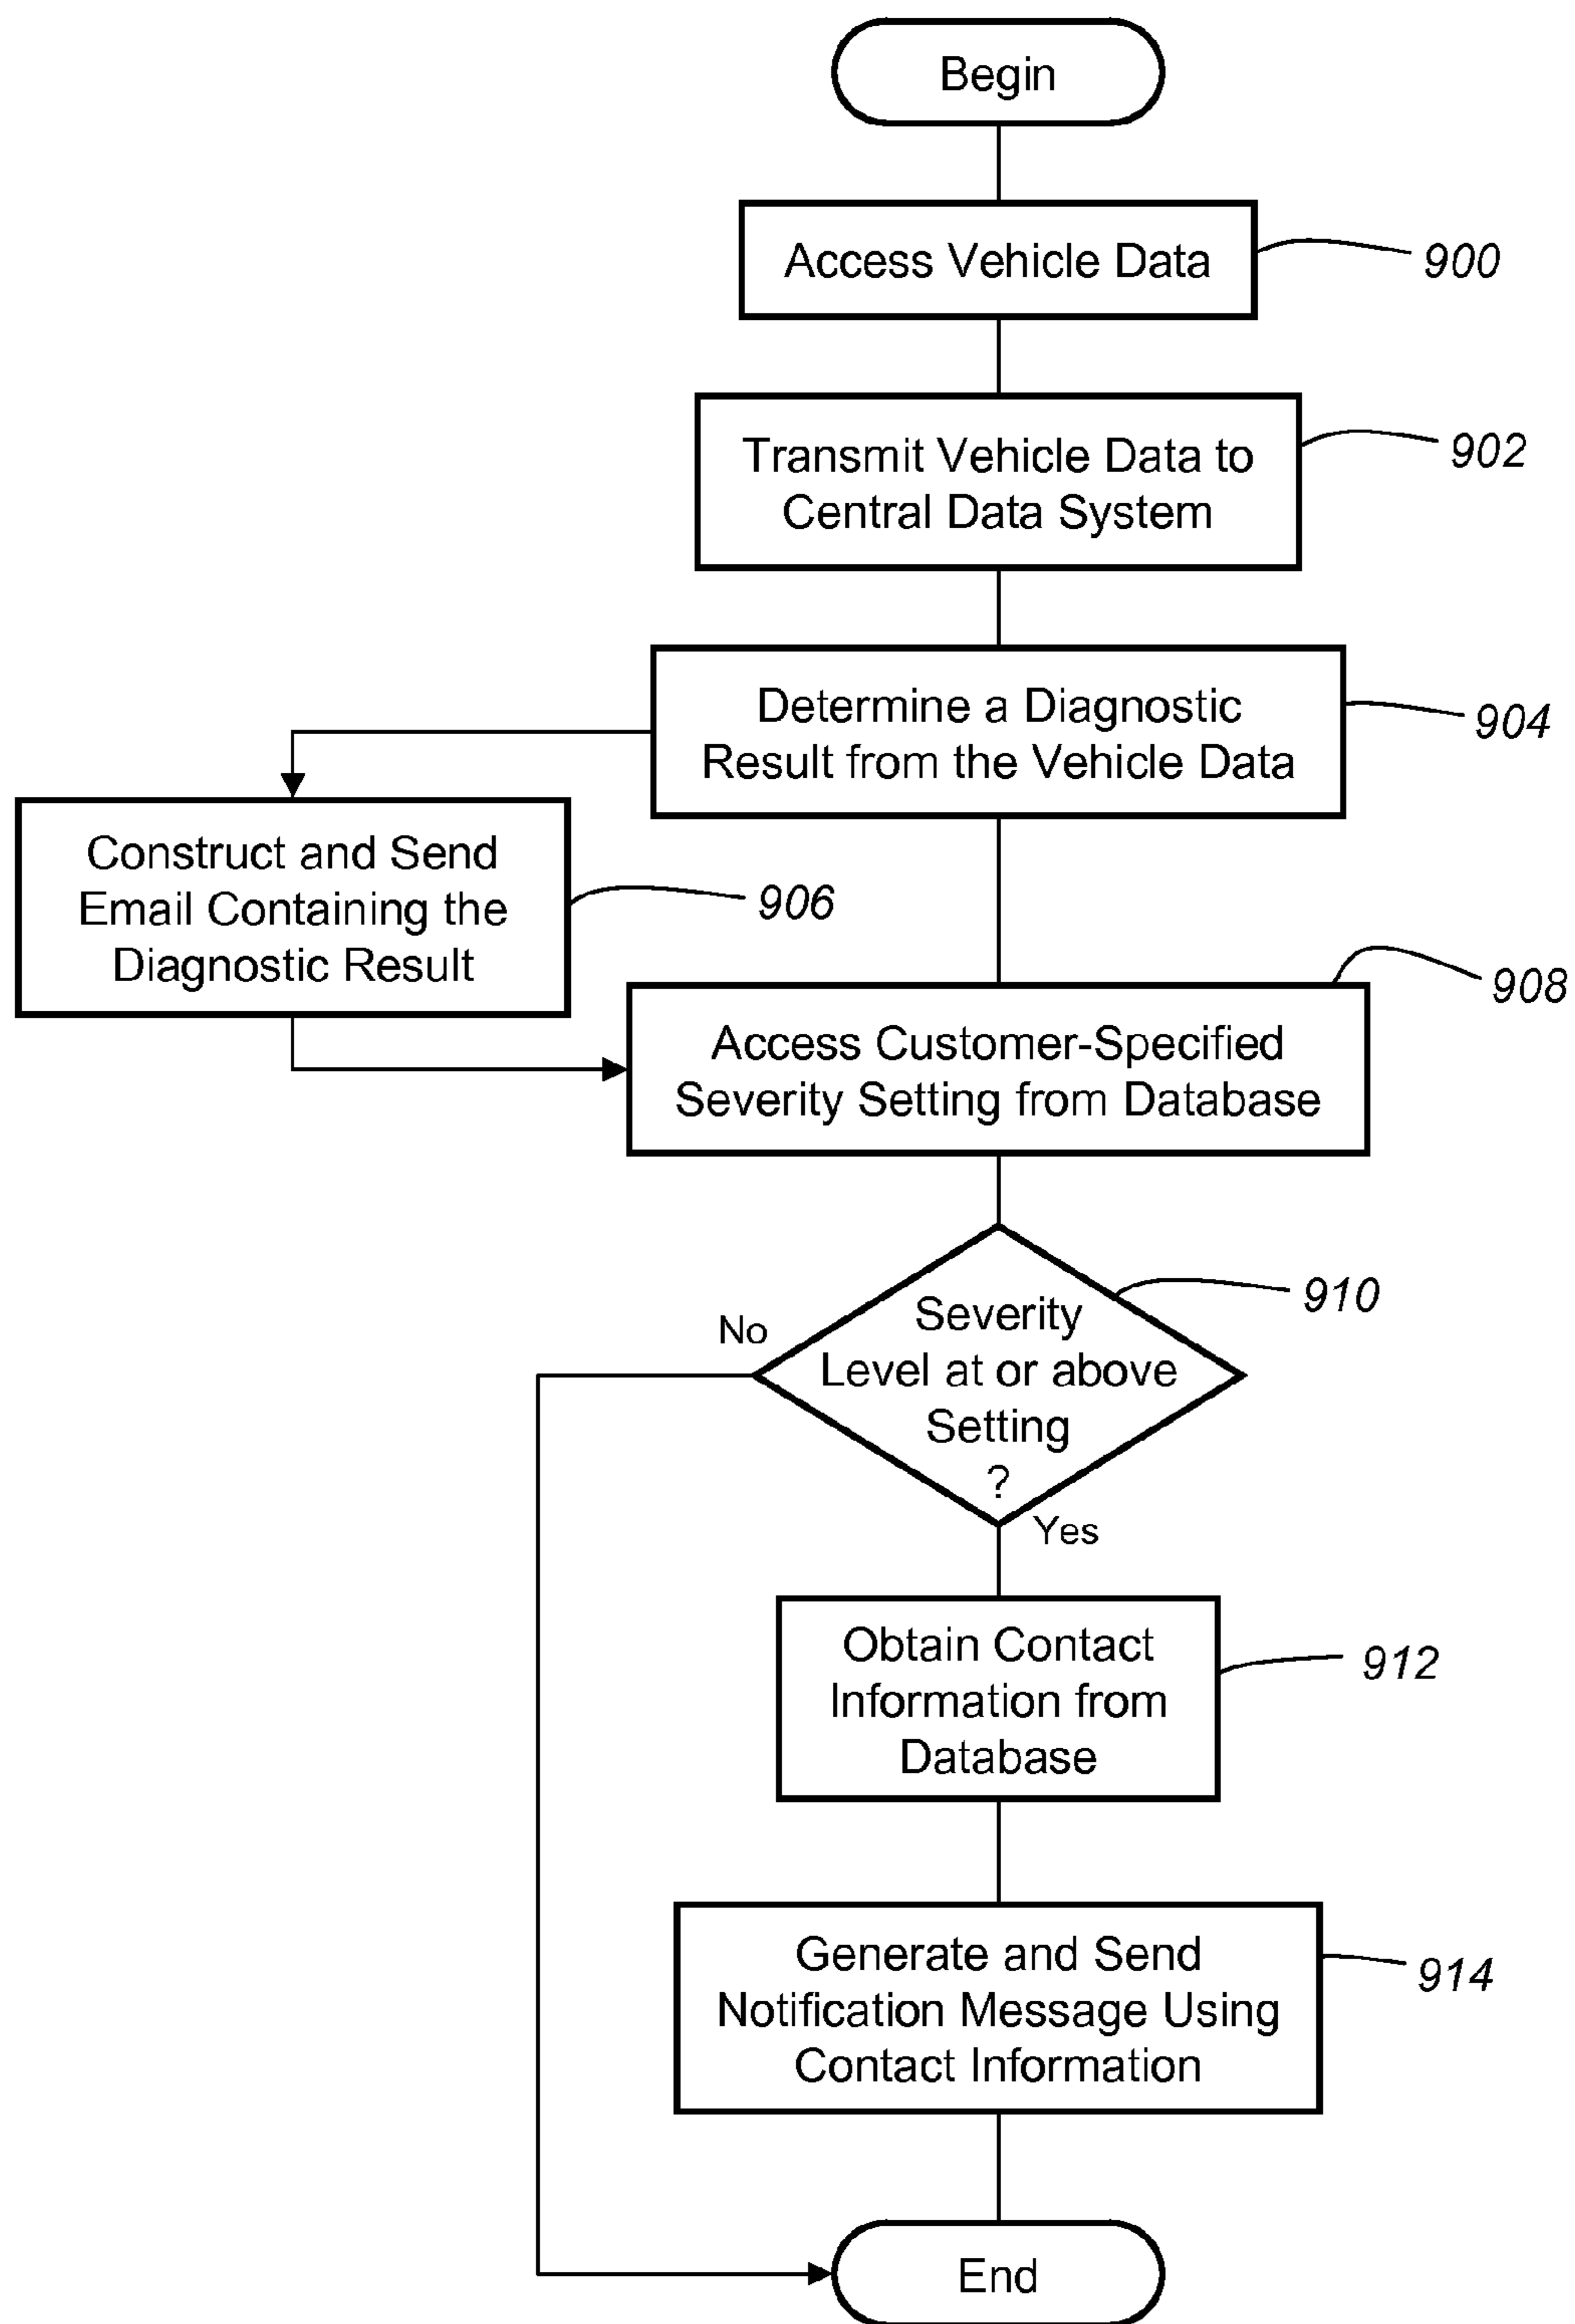 Begin
Access Vehicle Data
900
Transmit Vehicle Data to
Central Data System
902
Determine a Diagnostic
Result from the Vehicle Data
904
Construct and Send
Email Containing the
Diagnostic Result
906
908
Access Customer-Specified
Severity Setting from Database
910
Severity
Level at or above
Setting
?
No
Yes
Obtain Contact
Information from
Database
912
Generate and Send
Notification Message Using
Contact Information
914
End